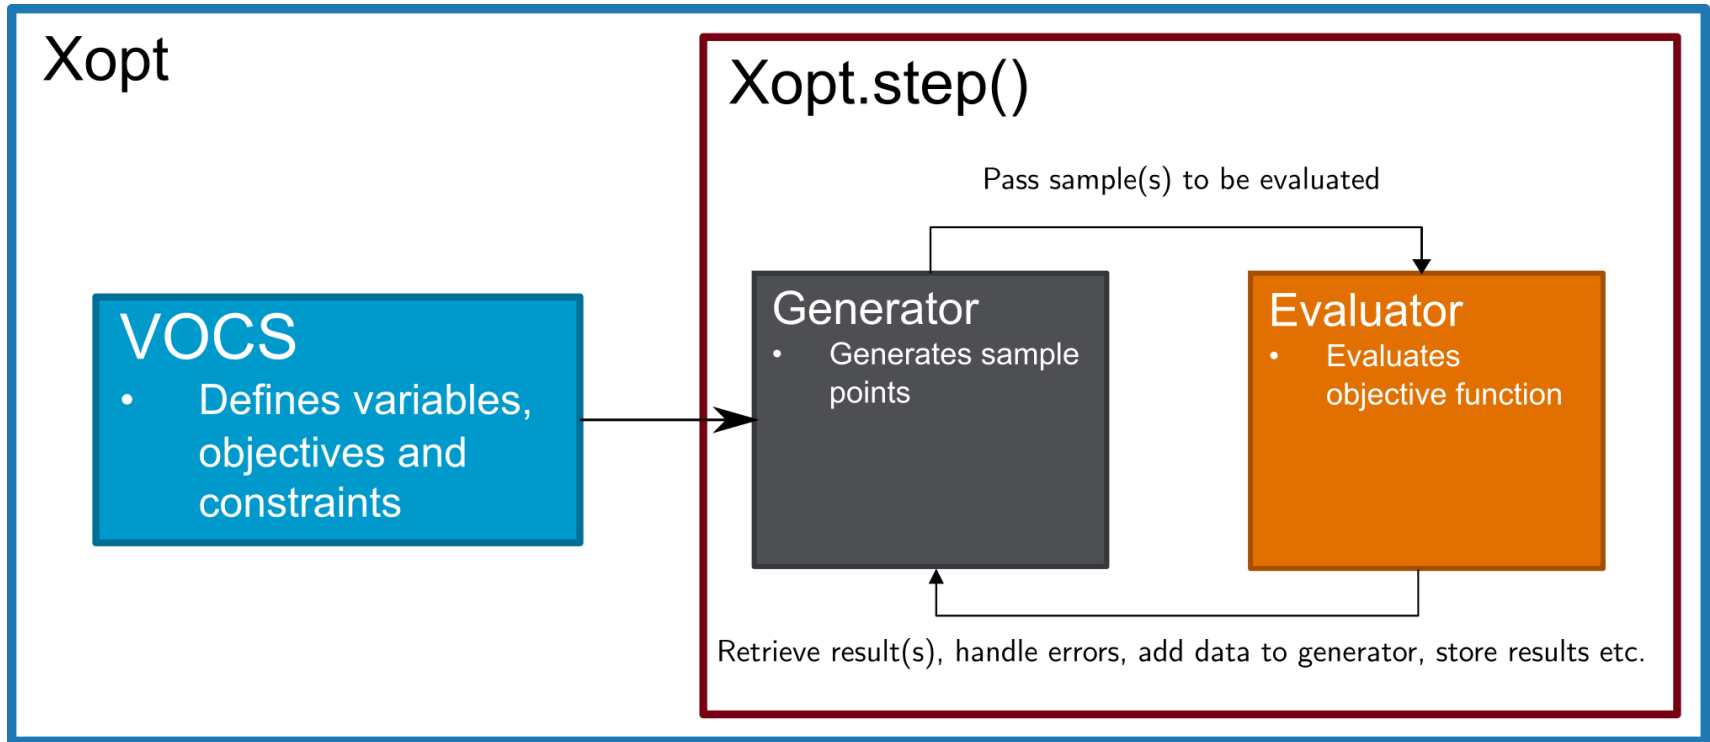 Xopt
Xopt.step()
Pass sample(s) to be evaluated
VOCS
• Defines variables,
objectives and
constraints
Generator
• Generates sample
points
Evaluator
• Evaluates
objective function
Retrieve result(s), handle errors, add data to generator, store results etc.